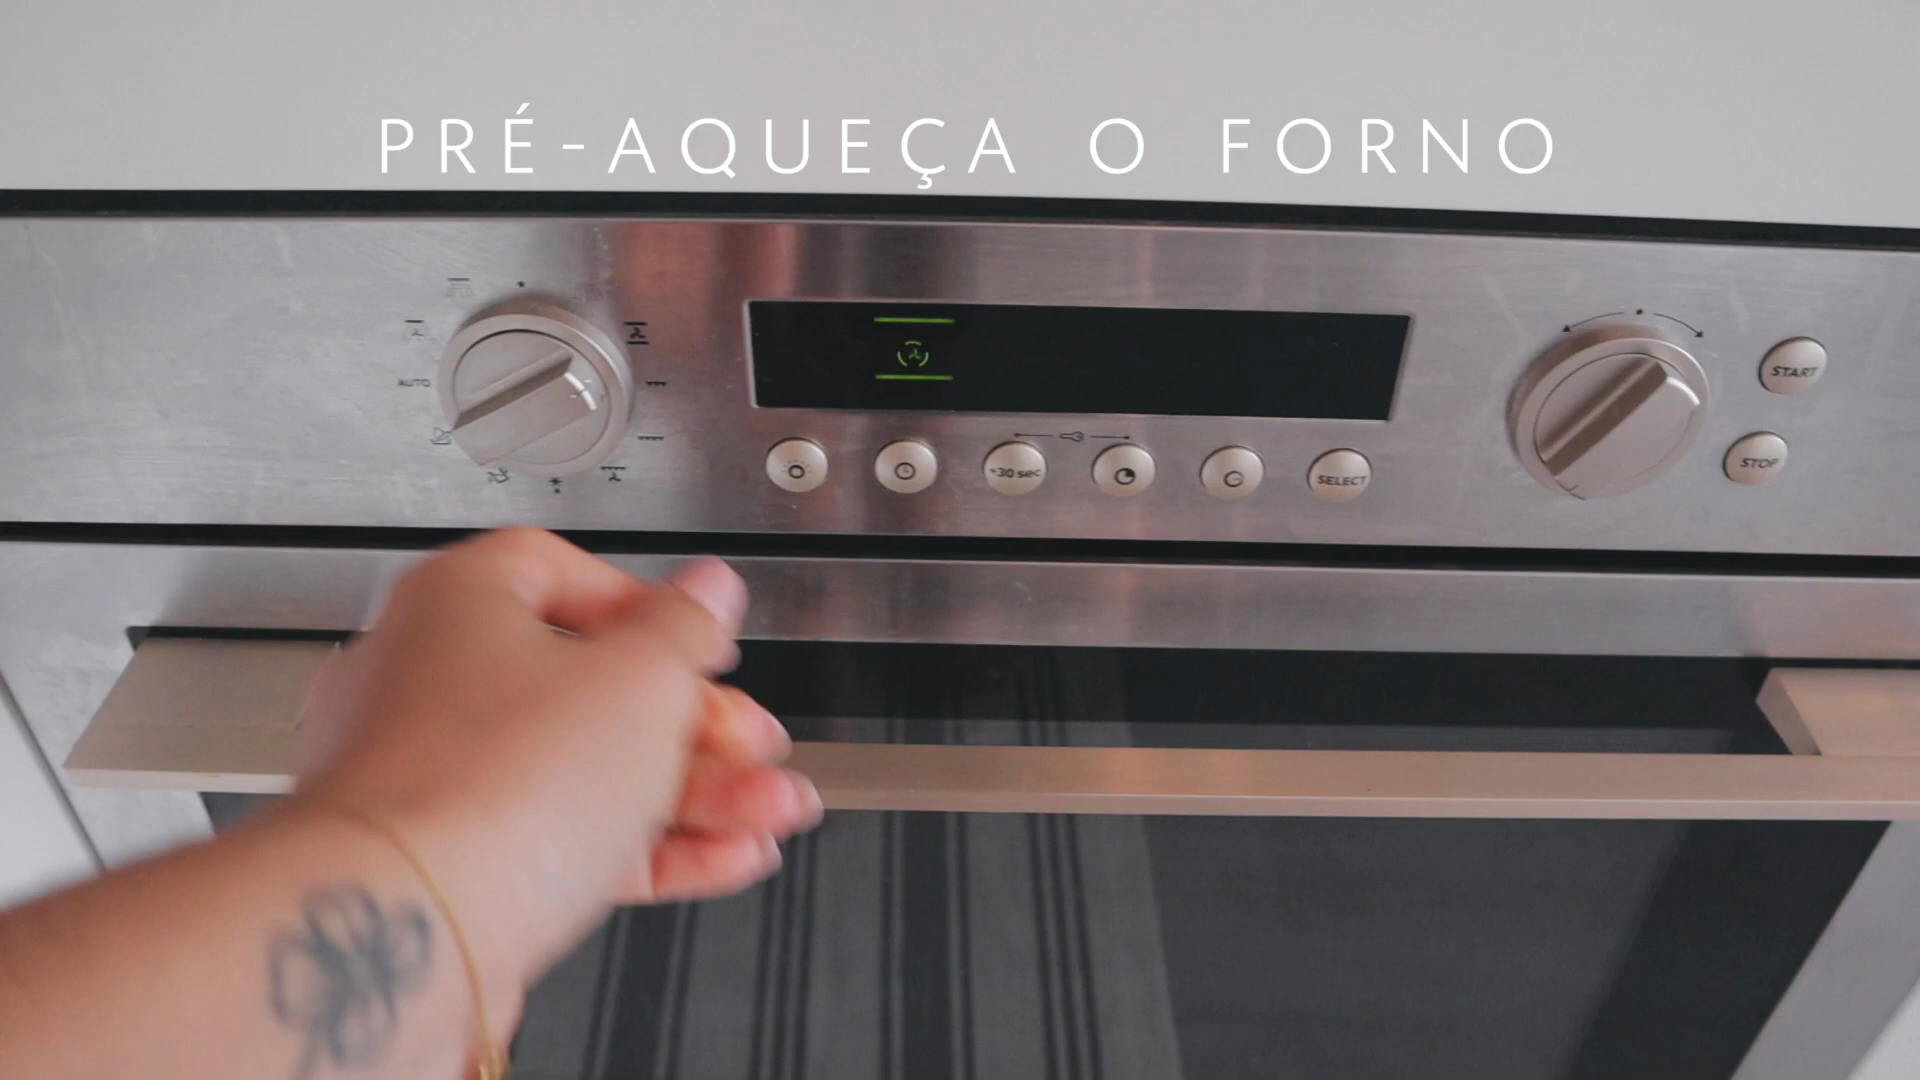 PRÉ-AQUEÇA O FORNO
AUTO
+30 sec
SELECT
START
STOP